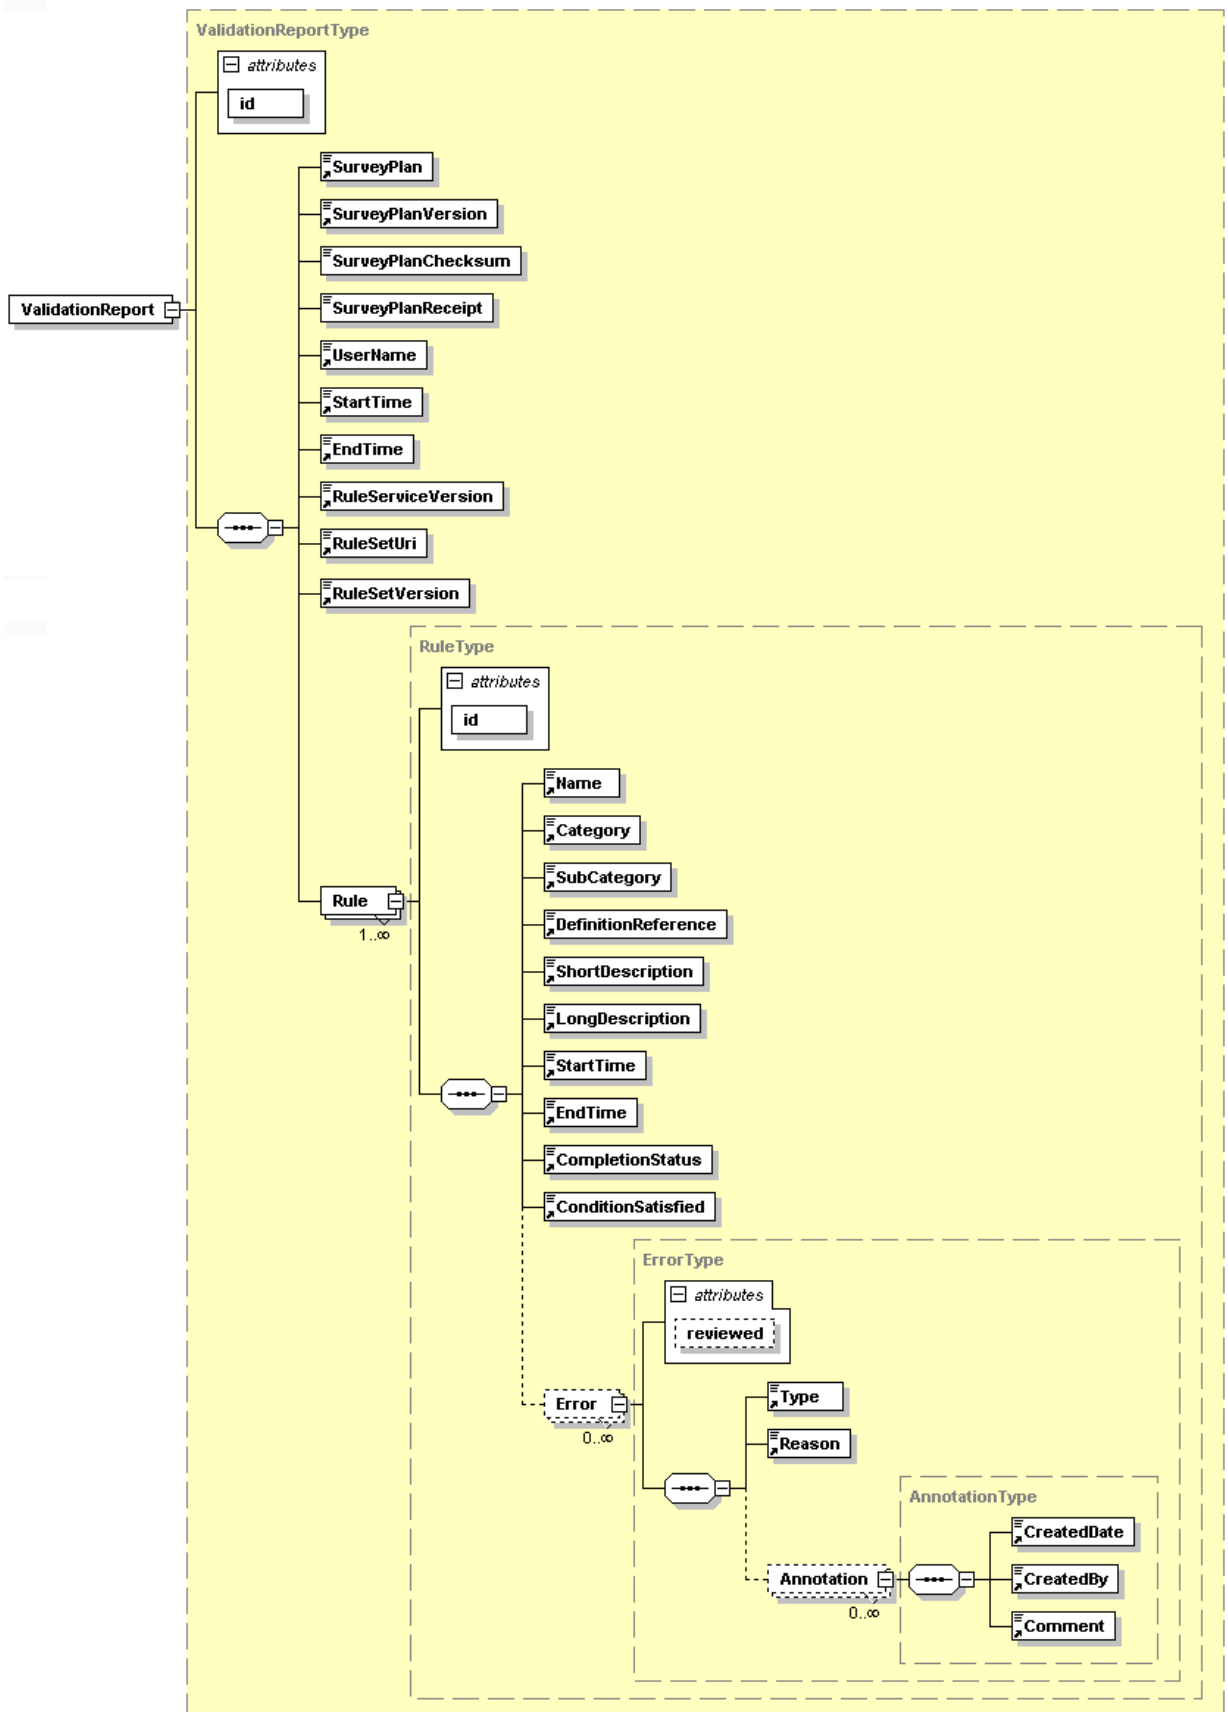 ValidationReportType
attributes
id
SurveyPlan
SurveyPlanVersion
SurveyPlanChecksum
ValidationReport
SurveyPlanReceipt
UserName
StartTime
EndTime
RuleServiceVersion
RuleSetUri
RuleSetVersion
RuleType
attributes
id
Name
Category
SubCategory
Rule
1..∞
DefinitionReference
ShortDescription
LongDescription
StartTime
EndTime
CompletionStatus
ConditionSatisfied
ErrorType
attributes
reviewed
Error
0..∞
Type
Reason
AnnotationType
Annotation
0..∞
CreatedDate
CreatedBy
Comment